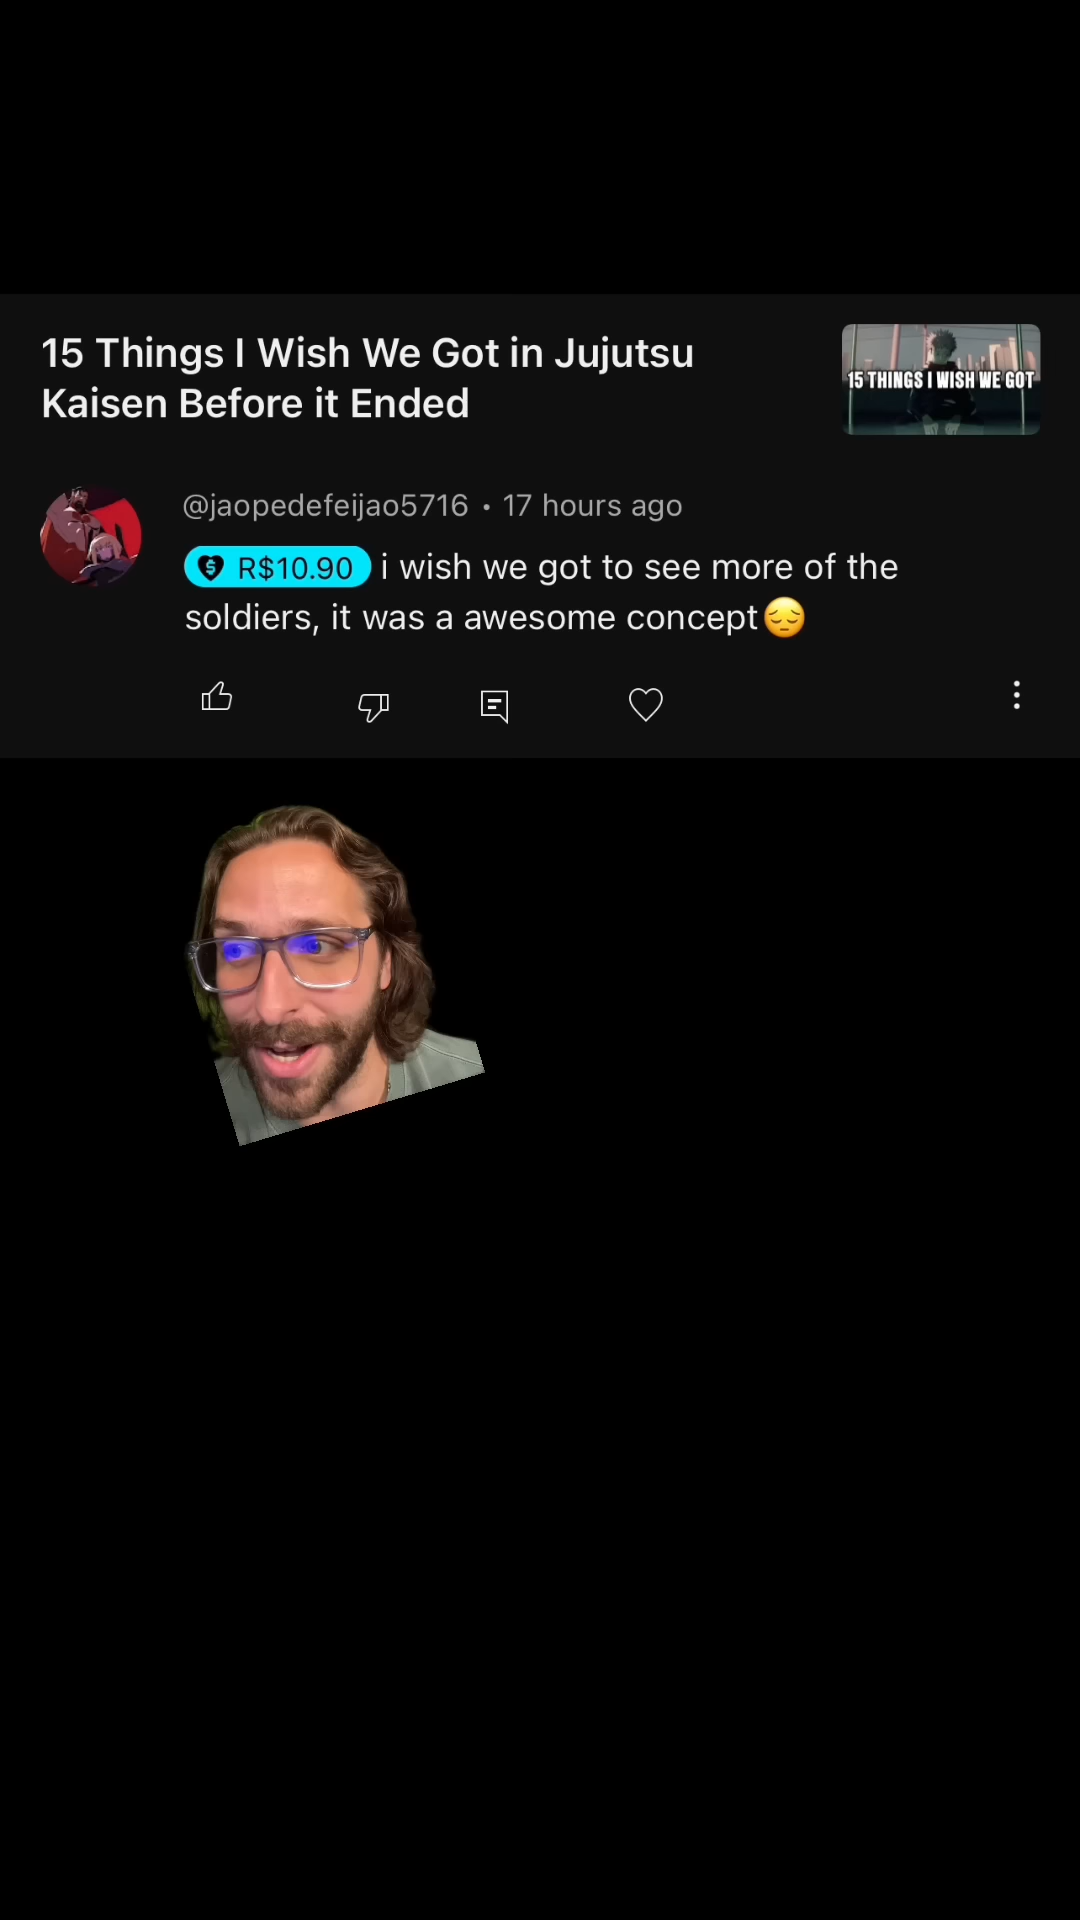 15 Things I Wish We Got in Jujutsu
Kaisen Before it Ended
15 THINGS I WISH WE GOT
@jaopedefeijao5716 • 17 hours ago
R$10.90 i wish we got to see more of the
soldiers, it was a awesome concept😔